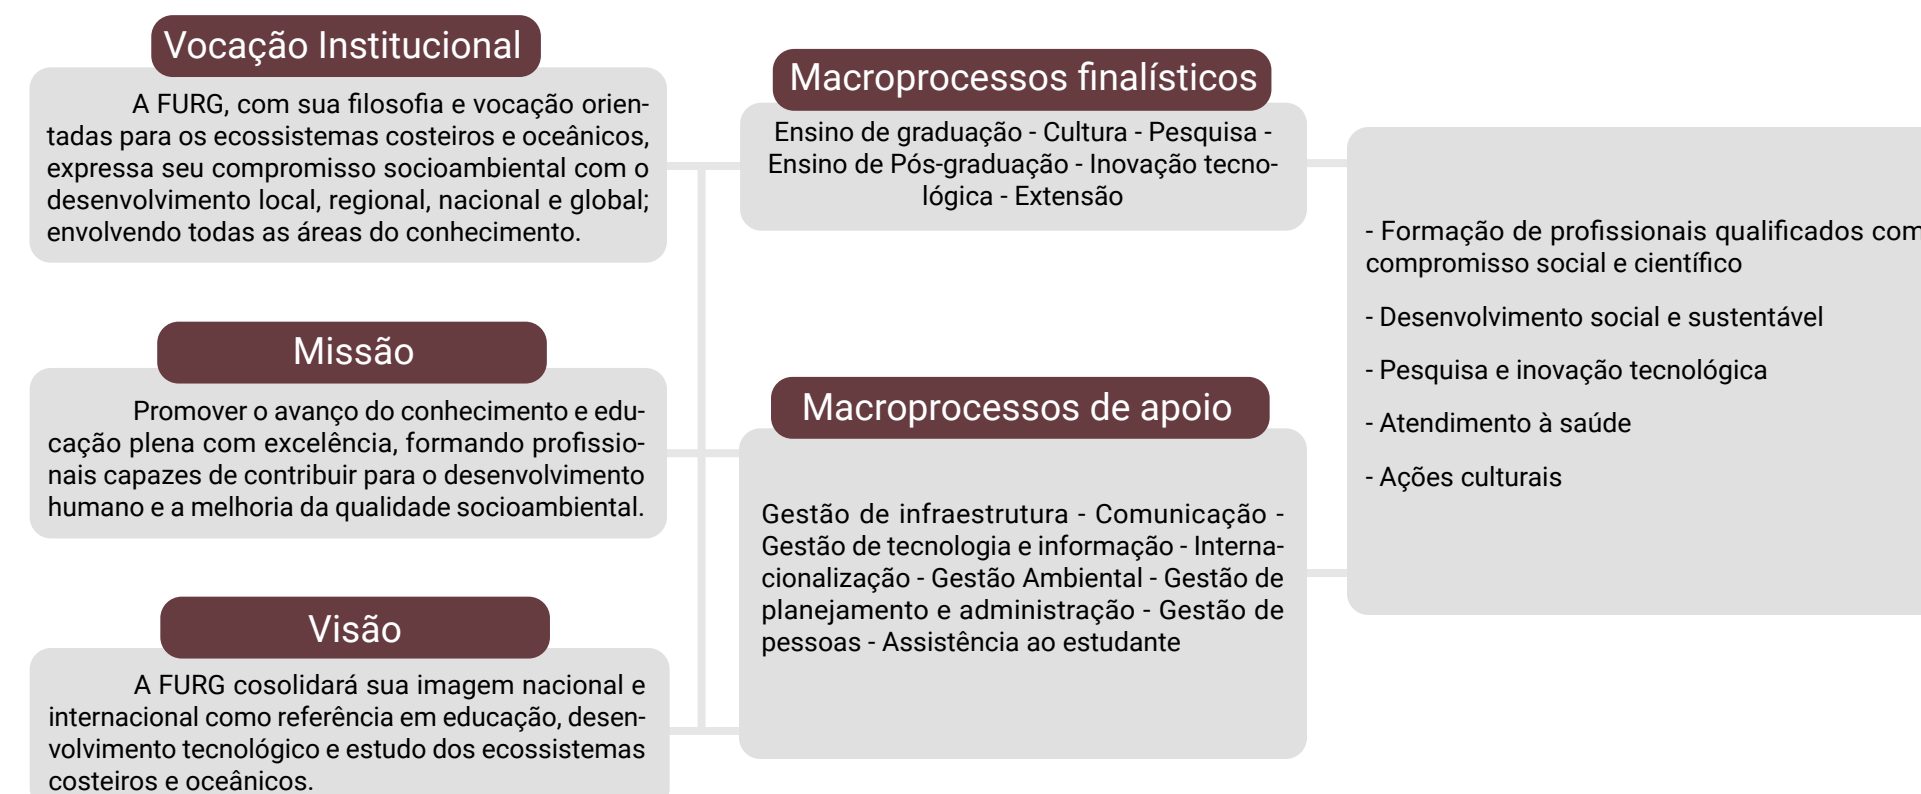 Vocação Institucional
A FURG, com sua filosofia e vocação orien-
tadas para os ecossistemas costeiros e oceânicos,
expressa seu compromisso socioambiental com o
desenvolvimento local, regional, nacional e global;
envolvendo todas as áreas do conhecimento.
Missão
Promover o avanço do conhecimento e edu-
cação plena com excelência, formando profissio-
nais capazes de contribuir para o desenvolvimento
humano e a melhoria da qualidade socioambiental.
Visão
A FURG cosolidará sua imagem nacional e
internacional como referência em educação, desen-
volvimento tecnológico e estudo dos ecossistemas
costeiros e oceânicos.
Macroprocessos finalísticos
Ensino de graduação - Cultura - Pesquisa -
Ensino de Pós-graduação - Inovação tecno-
lógica - Extensão
Macroprocessos de apoio
Gestão de infraestrutura - Comunicação -
Gestão de tecnologia e informação - Interna-
cionalização - Gestão Ambiental - Gestão de
planejamento e administração - Gestão de
pessoas - Assistência ao estudante
- Formação de profissionais qualificados com
compromisso social e científico
- Desenvolvimento social e sustentável
- Pesquisa e inovação tecnológica
- Atendimento à saúde
- Ações culturais